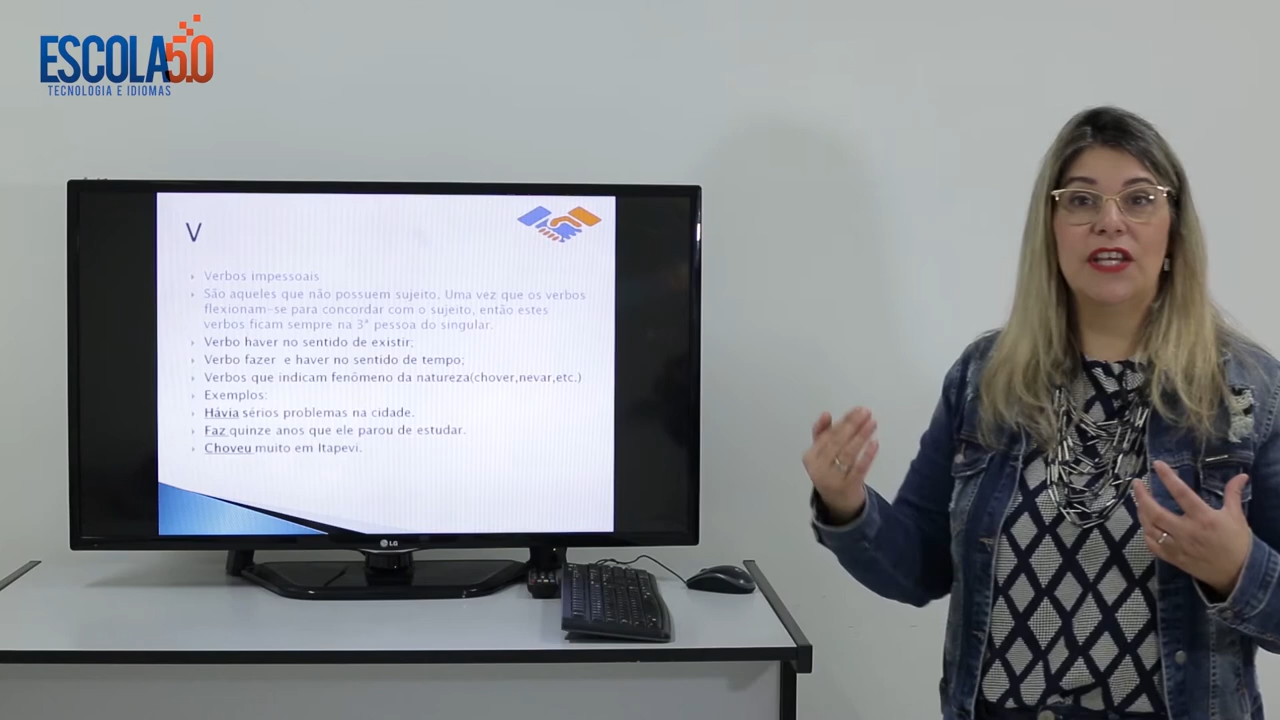 ESCOLA5.0
TECNOLOGIA E IDIOMAS
V
Verbos impessoais
São aqueles que não possuem sujeito. Uma vez que os verbos
flexionam-se para concordar com o sujeito, então estes
verbos ficam sempre na 3ª pessoa do singular.
Verbo haver no sentido de existir;
Verbo fazer e haver no sentido de tempo;
Verbos que indicam fenômeno da natureza(chover,nevar,etc.)
Exemplos:
Hávia sérios problemas na cidade.
Faz quinze anos que ele parou de estudar.
Choveu muito em Itapevi.
LG